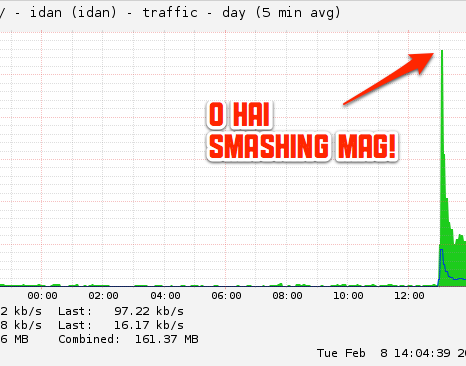 / - idan (idan) - traffic - day (5 min avg)
O HAI
SMASHING MAG!
00:00 02:00 04:00 06:00 08:00 10:00 12:00
2 kb/s Last: 97.22 kb/s
8 kb/s Last: 16.17 kb/s
6 MB Combined: 161.37 MB
Tue Feb 8 14:04:39 20